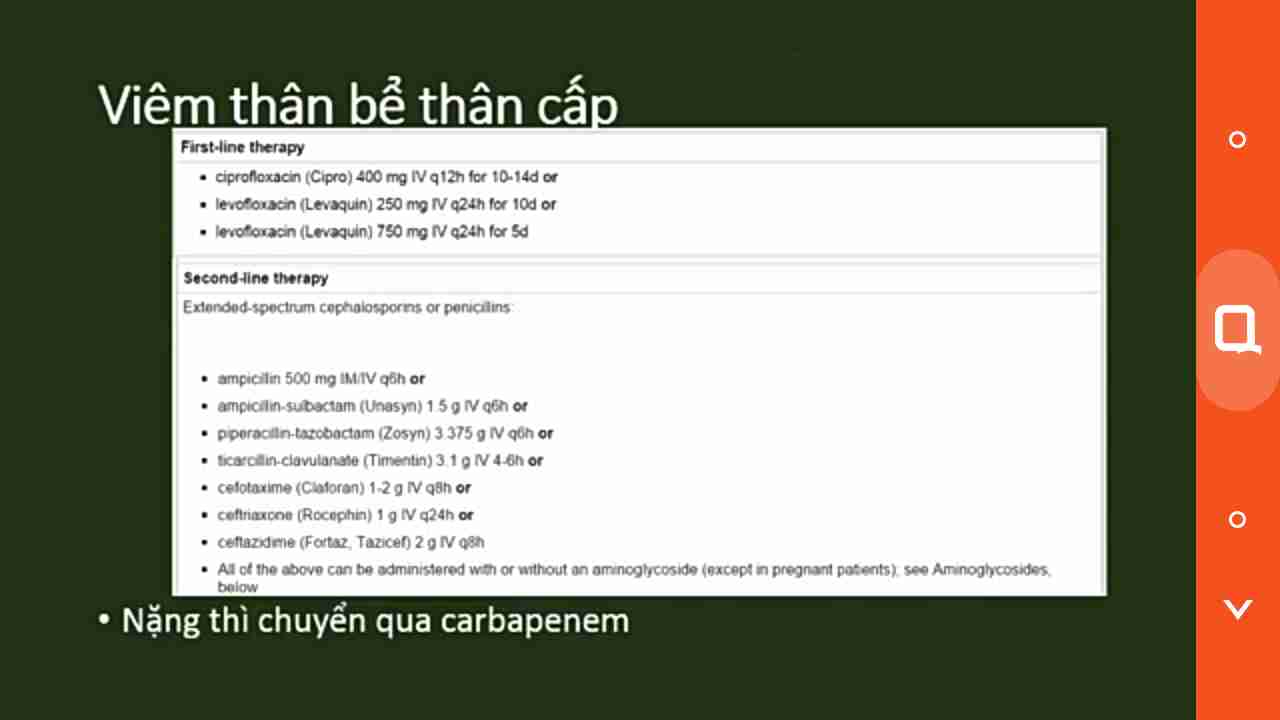 Viêm thân bể thân cấp
First-line therapy
• ciprofloxacin (Cipro) 400 mg IV q12h for 10-14d or
• levofloxacin (Levaquin) 250 mg IV q24h for 10d or
• levofloxacin (Levaquin) 750 mg IV q24h for 5d
Second-line therapy
Extended-spectrum cephalosporins or penicillins:
• ampicillin 500 mg IM/IV q6h or
• ampicillin-sulbactam (Unasyn) 1.5 g IV q6h or
• piperacillin-tazobactam (Zosyn) 3.375 g IV q6h or
• ticarcillin-clavulanate (Timentin) 3.1 g IV 4-6h or
• cefotaxime (Claforan) 1-2 g IV q8h or
• ceftriaxone (Rocephin) 1 g IV q24h or
• ceftazidime (Fortaz, Tazicef) 2 g IV q8h
• All of the above can be administered with or without an aminoglycoside (except in pregnant patients); see Aminoglycosides,
below
• Nặng thì chuyển qua carbapenem